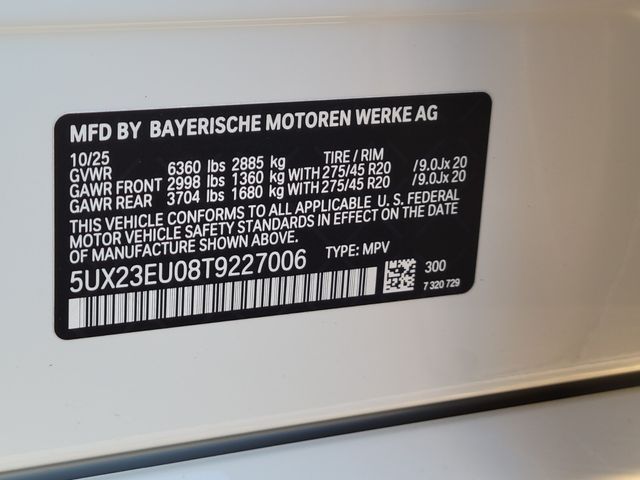 MFD BY BAYERISCHE MOTOREN WERKE AG
10/25 TIRE / RIM
GVWR 6360 lbs 2885 kg
GAWR FRONT 2998 lbs 1360 kg WITH 275/45 R20 / 9.0Jx 20
GAWR REAR 3704 lbs 1680 kg WITH 275/45 R20 / 9.0Jx 20
THIS VEHICLE CONFORMS TO ALL APPLICABLE U. S. FEDERAL
MOTOR VEHICLE SAFETY STANDARDS IN EFFECT ON THE DATE
OF MANUFACTURE SHOWN ABOVE.
5UX23EU08T9227006 TYPE: MPV
300
7 320 729